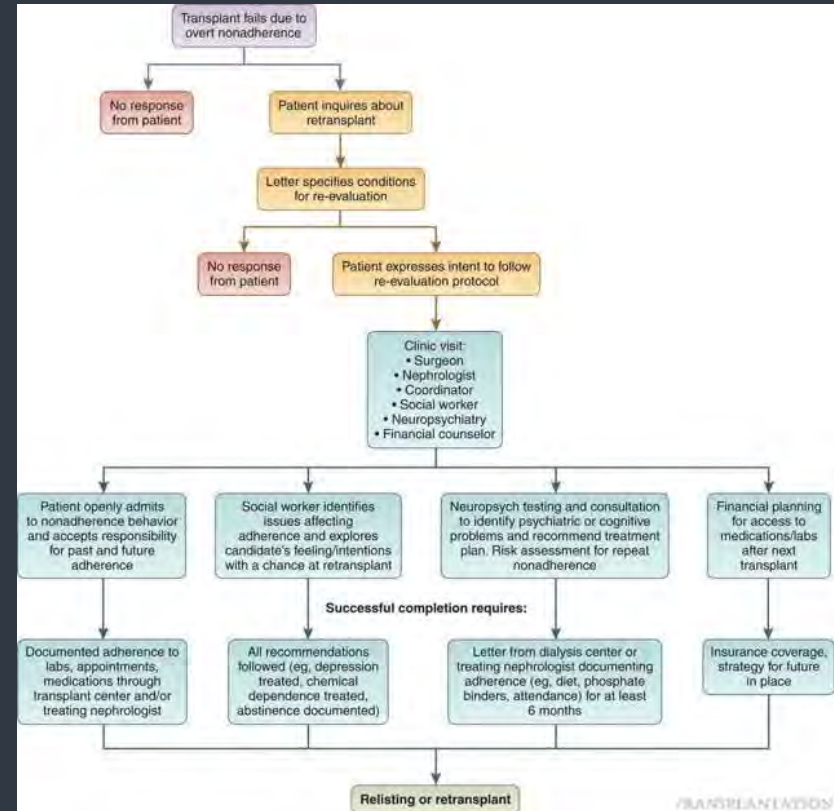 Transplant fails due to
overt nonadherence
No response
from patient
Patient inquires about
retransplant
Letter specifies conditions
for re-evaluation
No response
from patient
Patient expresses intent to follow
re-evaluation protocol
Clinic visit:
• Surgeon
• Nephrologist
• Coordinator
• Social worker
• Neuropsychiatry
• Financial counselor
Patient openly admits
to nonadherence behavior
and accepts responsibility
for past and future
adherence
Social worker identifies
issues affecting
adherence and explores
candidate's feeling/intentions
with a chance at retransplant
Neuropsych testing and consultation
to identify psychiatric or cognitive
problems and recommend treatment
plan. Risk assessment for repeat
nonadherence
Financial planning
for access to
medications/labs
after next
transplant
Successful completion requires:
Documented adherence to
labs, appointments,
medications through
transplant center and/or
treating nephrologist
All recommendations
followed (eg, depression
treated, chemical
dependence treated,
abstinence documented)
Letter from dialysis center or
treating nephrologist documenting
adherence (eg, diet, phosphate
binders, attendance) for at least
6 months
Insurance coverage,
strategy for future
in place
Relisting or retransplant
TRANSPLANTATION